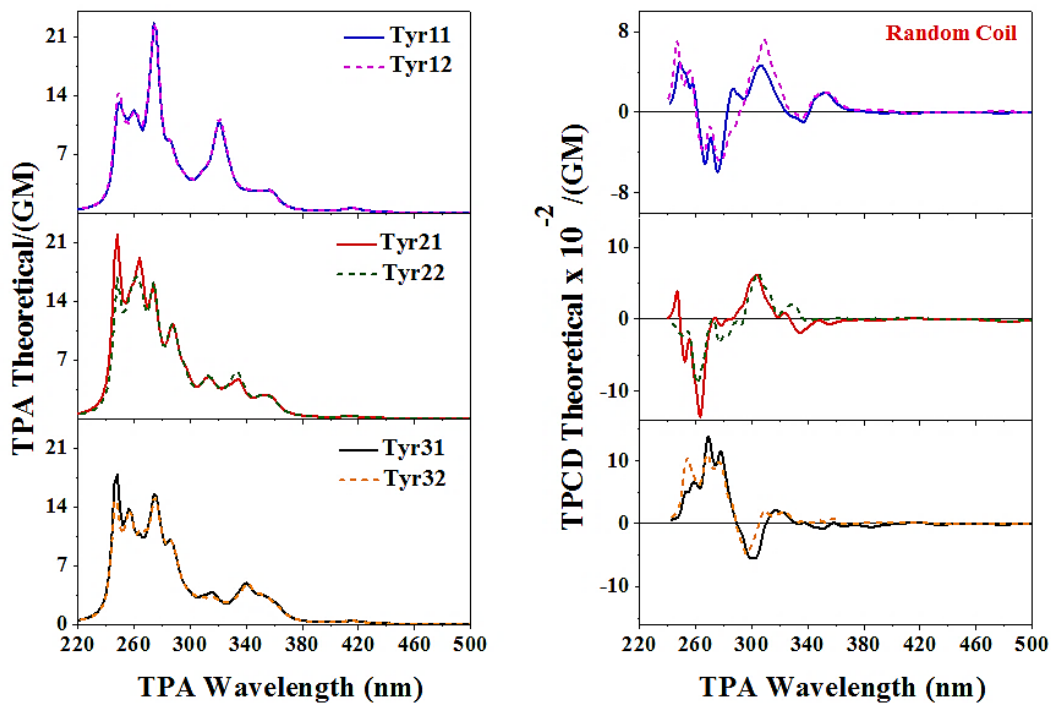 TPA Theoretical/(GM)
21
14
7
Tyr11
Tyr12
21
14
7
Tyr21
Tyr22
21
14
7
0
Tyr31
Tyr32
220 260 300 340 380 420 460 500
TPA Wavelength (nm)
TPCD Theoretical x 10⁻²/(GM)
8
0
-8
Random Coil
10
0
-10
10
0
-10
220 260 300 340 380 420 460 500
TPA Wavelength (nm)